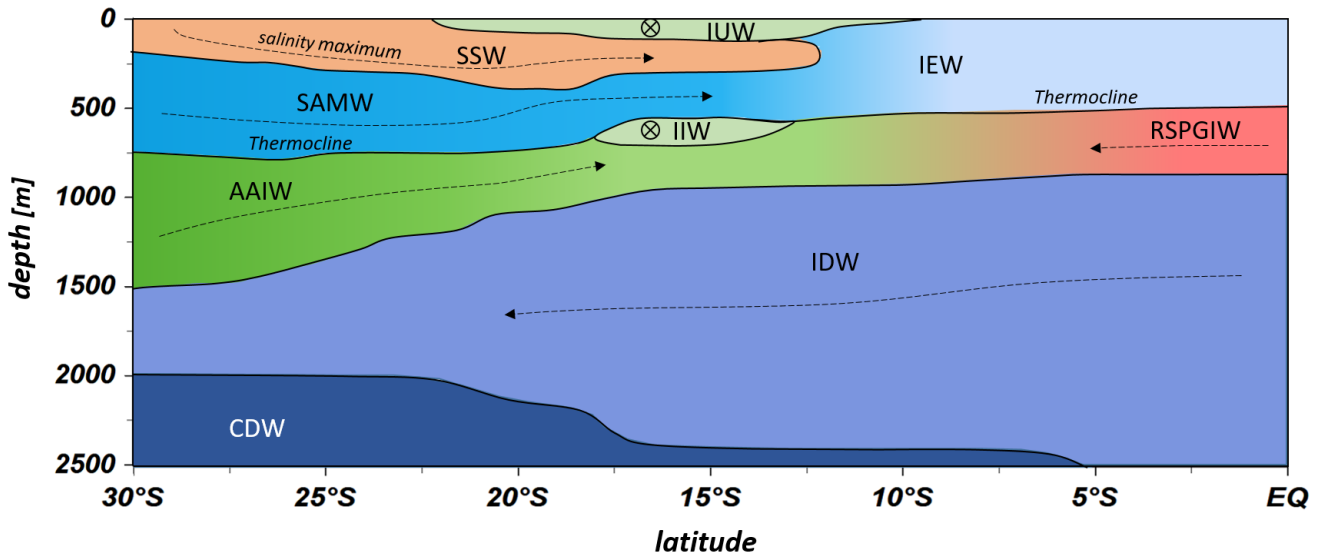 0
IUW
salinity maximum
SSW
IEW
500
SAMW
Thermocline
Thermocline
IIW
RSPGIW
AAIW
1000
depth [m]
IDW
1500
2000
CDW
2500
30°S
25°S
20°S
15°S
10°S
5°S
EQ
latitude